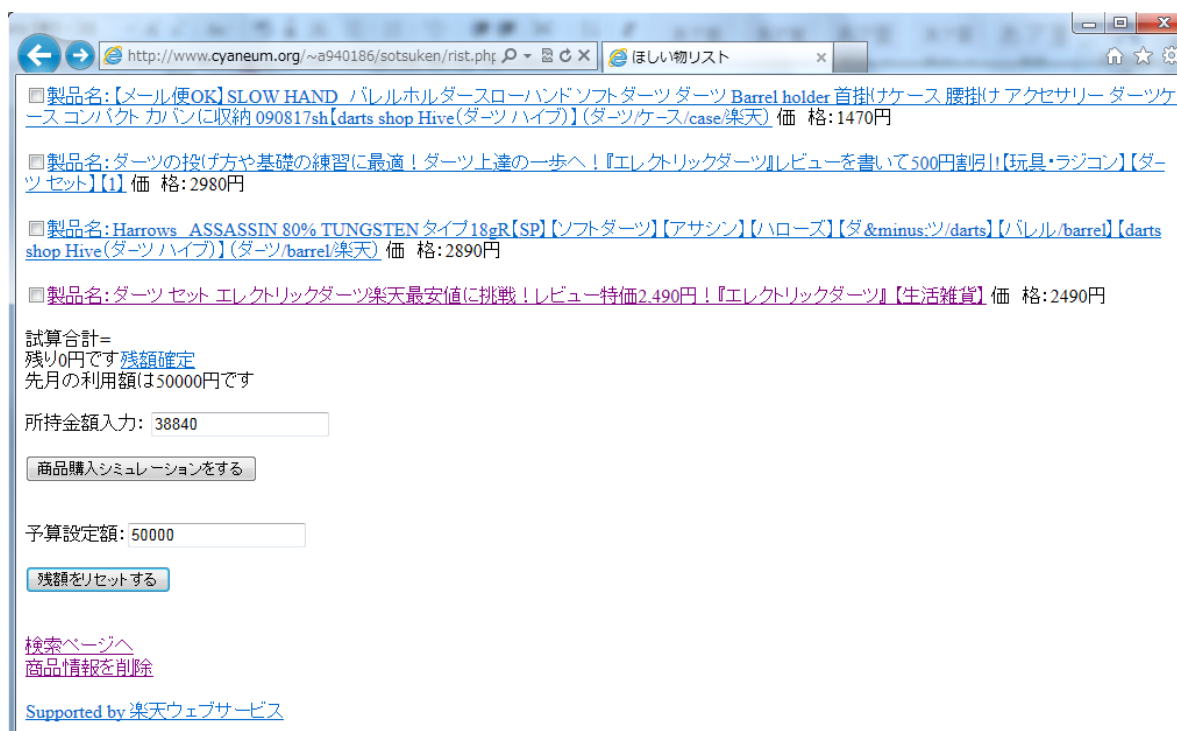 http://www.cyaneum.org/~a940186/sotsuken/rist.php
ほしい物リスト
製品名:【メール便OK】SLOW HAND バレルホルダースローハンド ソフトダーツ ダーツ Barrel holder 首掛けケース 腰掛け アクセサリー ダーツケ
ース コンパクト カバンに収納 090817sh【darts shop Hive(ダーツ ハイブ)】(ダーツ/ケース/case/楽天) 価 格:1470円
製品名:ダーツの投げ方や基礎の練習に最適!ダーツ上達の一歩へ!『エレクトリックダーツ』レビューを書いて500円割引!【玩具・ラジコン】【ダー
ツ セット】【1】 価 格:2980円
製品名:Harrows ASSASSIN 80% TUNGSTEN タイプ18gR【SP】【ソフトダーツ】【アサシン】【ハローズ】【ダ&minus:ツ/darts】【バレル/barrel】【darts
shop Hive(ダーツ ハイブ)】(ダーツ/barrel/楽天) 価 格:2890円
製品名:ダーツ セット エレクトリックダーツ楽天最安値に挑戦!レビュー特価2.490円!『エレクトリックダーツ』【生活雑貨】 価 格:2490円
試算合計=
残り0円です残額確定
先月の利用額は50000円です
所持金額入力: 38840
商品購入シミュレーションをする
予算設定額: 50000
残額をリセットする
検索ページへ
商品情報を削除
Supported by 楽天ウェブサービス